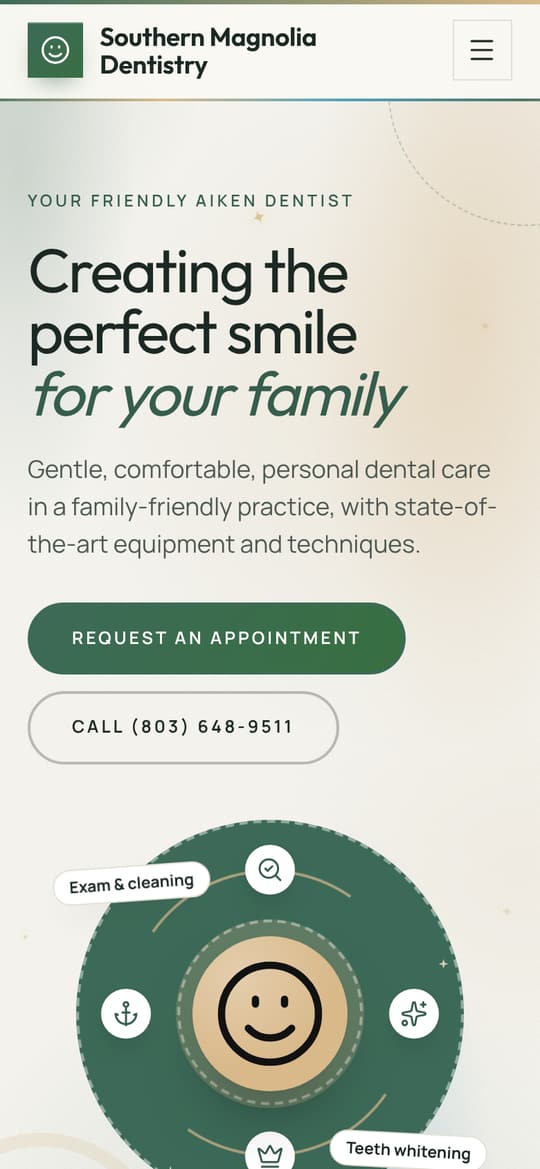 Southern Magnolia
Dentistry
YOUR FRIENDLY AIKEN DENTIST
Creating the
perfect smile
for your family
Gentle, comfortable, personal dental care
in a family-friendly practice, with state-of-
the-art equipment and techniques.
REQUEST AN APPOINTMENT
CALL (803) 648-9511
Exam & cleaning
Teeth whitening